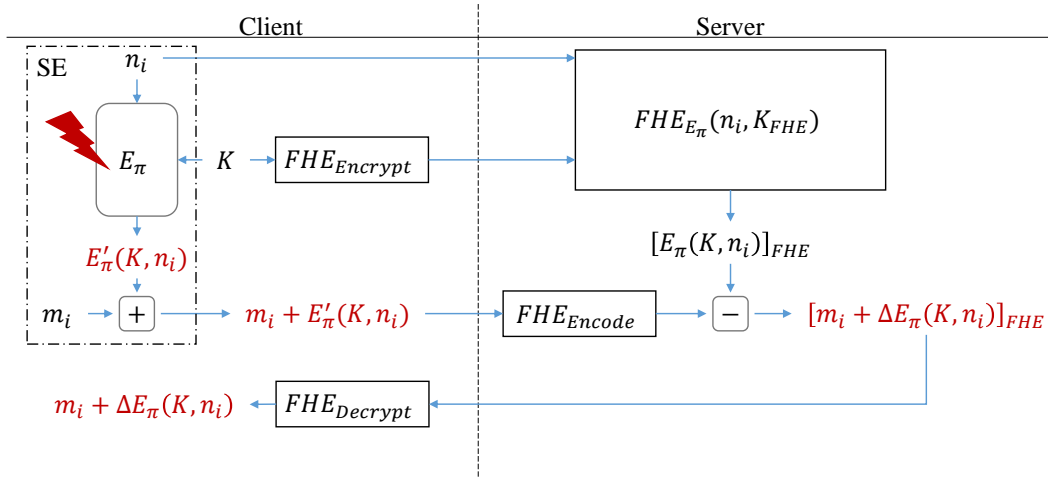 Client
Server
SE
n_i
E_π
K
FHE_{Encrypt}
FHE_{E_π}(n_i, K_{FHE})
E'_π(K, n_i)
[E_π(K, n_i)]_{FHE}
m_i
+
m_i + E'_π(K, n_i)
FHE_{Encode}
−
[m_i + ΔE_π(K, n_i)]_{FHE}
m_i + ΔE_π(K, n_i)
FHE_{Decrypt}